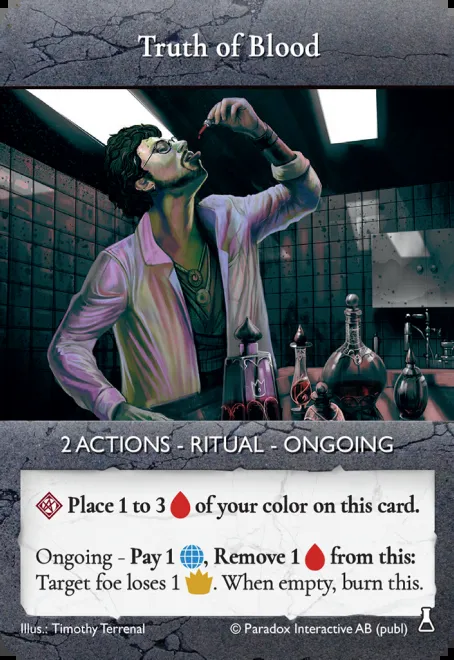 Truth of Blood
2 ACTIONS - RITUAL - ONGOING
Place 1 to 3 of your color on this card.
Ongoing - Pay 1 , Remove 1 from this:
Target foe loses 1 . When empty, burn this.
Illus.: Timothy Terrenal © Paradox Interactive AB (publ)